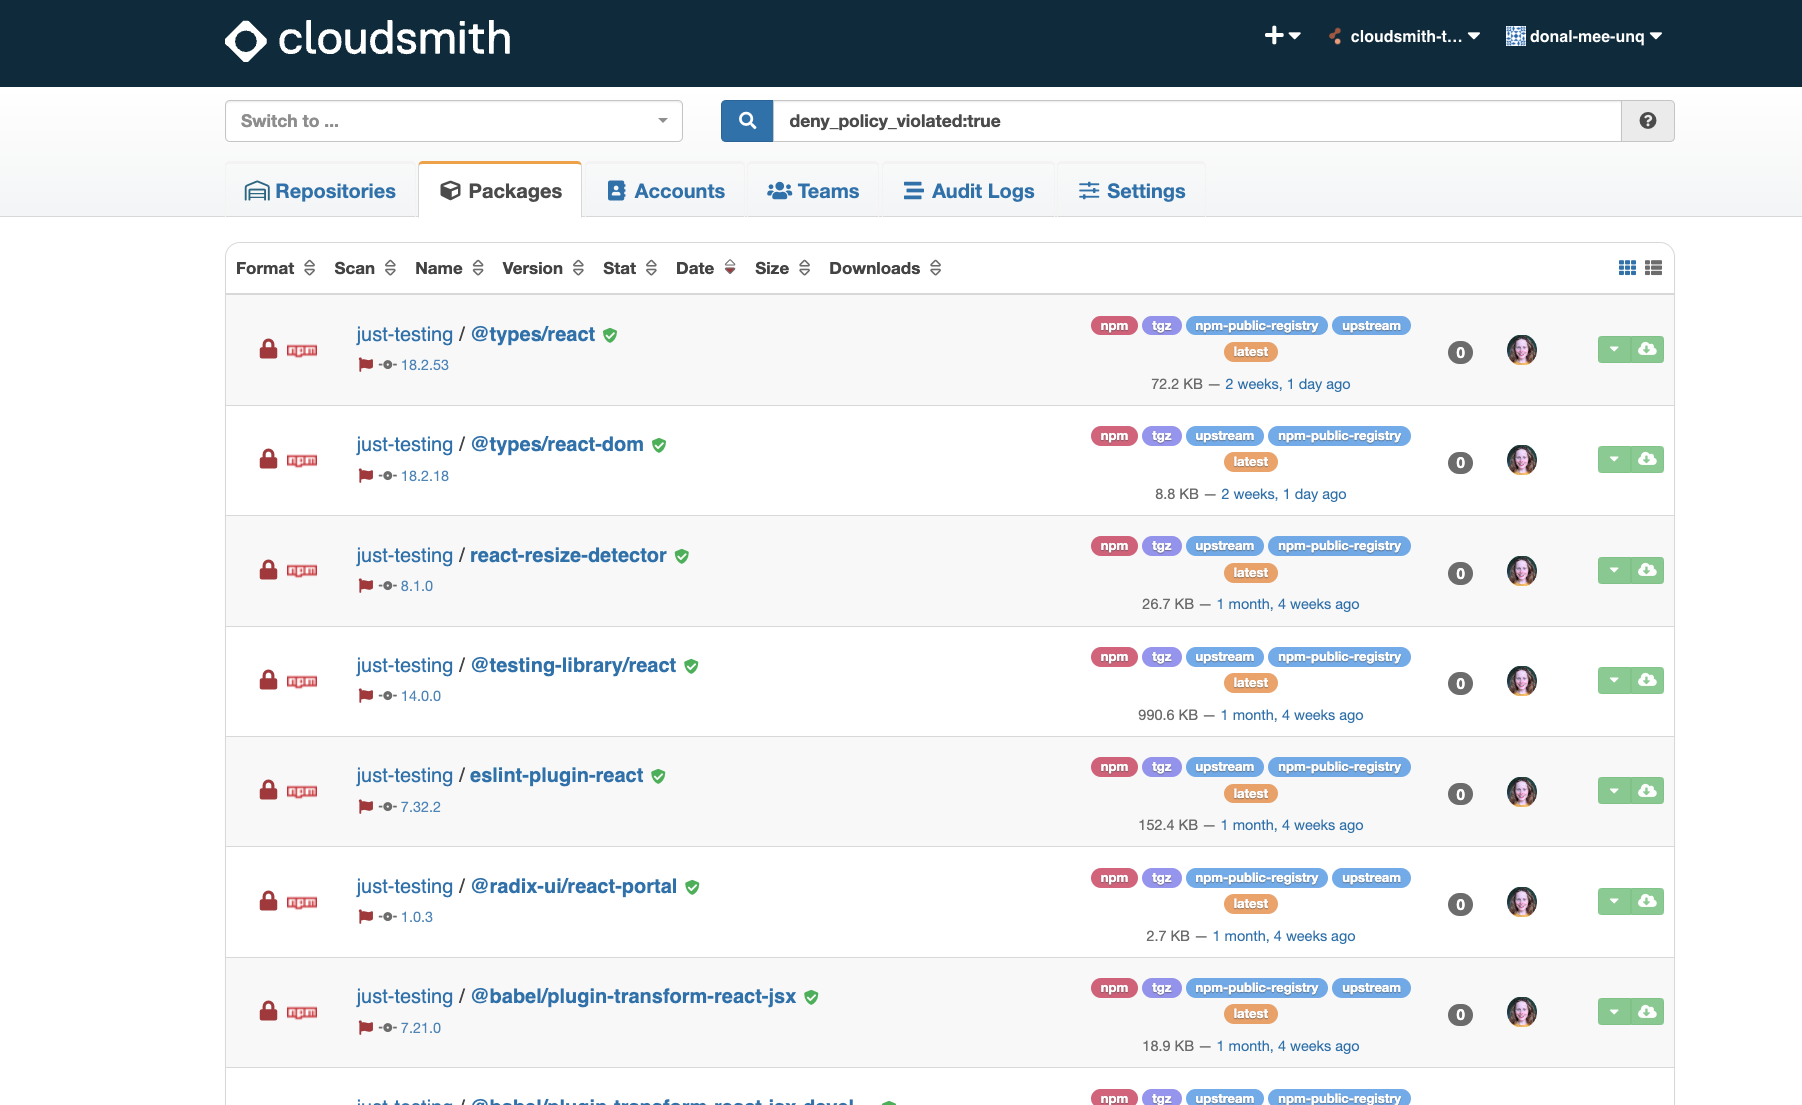 cloudsmith
cloudsmith-t...
donal-mee-unq
Switch to ...
deny_policy_violated:true
Repositories
Packages
Accounts
Teams
Audit Logs
Settings
Format Scan Name Version Stat Date Size Downloads
just-testing / @types/react
18.2.53
npm
npm tgz npm-public-registry upstream
latest
72.2 KB — 2 weeks, 1 day ago
0
just-testing / @types/react-dom
18.2.18
npm
npm tgz upstream npm-public-registry
latest
8.8 KB — 2 weeks, 1 day ago
0
just-testing / react-resize-detector
8.1.0
npm
npm tgz upstream npm-public-registry
latest
26.7 KB — 1 month, 4 weeks ago
0
just-testing / @testing-library/react
14.0.0
npm
npm tgz upstream npm-public-registry
latest
990.6 KB — 1 month, 4 weeks ago
0
just-testing / eslint-plugin-react
7.32.2
npm
npm tgz upstream npm-public-registry
latest
152.4 KB — 1 month, 4 weeks ago
0
just-testing / @radix-ui/react-portal
1.0.3
npm
npm tgz npm-public-registry upstream
latest
2.7 KB — 1 month, 4 weeks ago
0
just-testing / @babel/plugin-transform-react-jsx
7.21.0
npm
npm tgz npm-public-registry upstream
latest
18.9 KB — 1 month, 4 weeks ago
0
just-testing / @babel/plugin-transform-react-jsx-devel
npm tgz upstream npm-public-registry